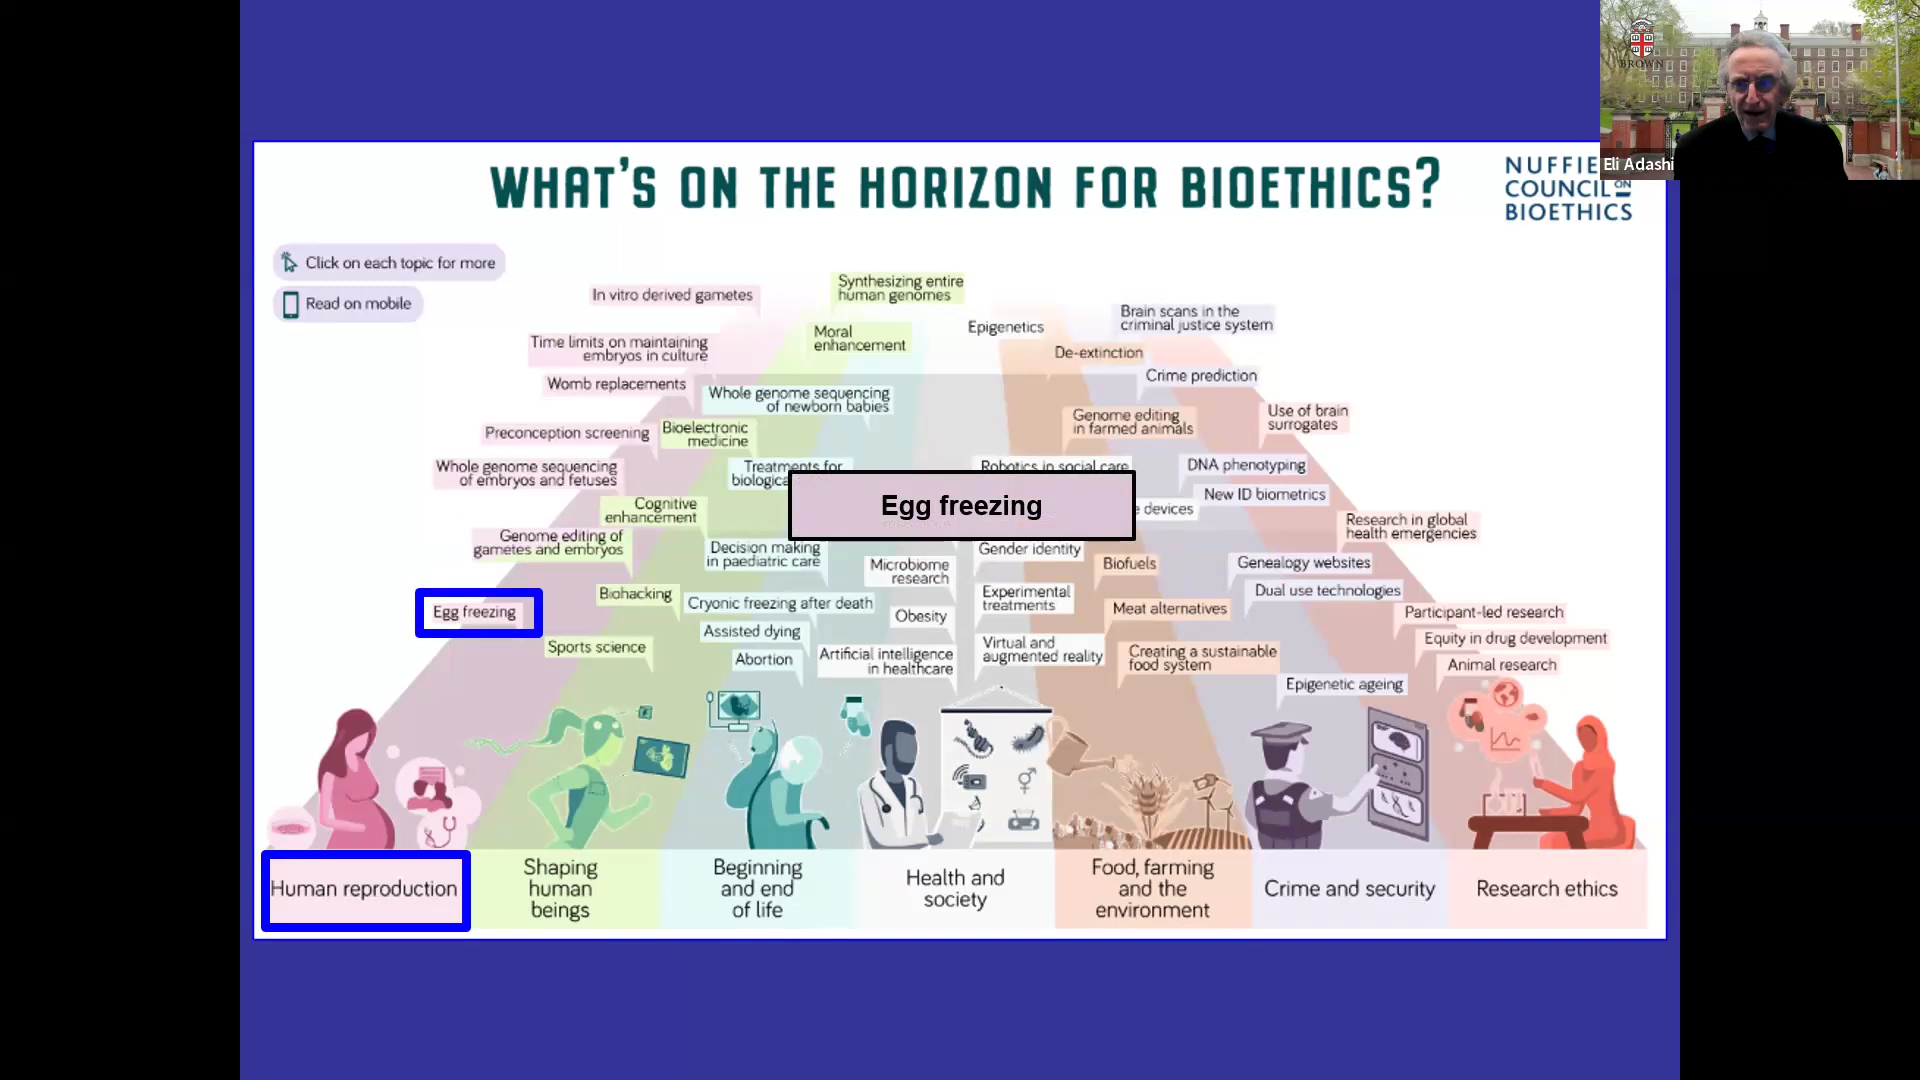 WHAT'S ON THE HORIZON FOR BIOETHICS?
NUFFIE
COUNCIL ON
BIOETHICS
BROWN
Eli Adashi
Click on each topic for more
Read on mobile
In vitro derived gametes
Synthesizing entire
human genomes
Time limits on maintaining
embryos in culture
Moral
enhancement
Epigenetics
Brain scans in the
criminal justice system
De-extinction
Womb replacements
Whole genome sequencing
of newborn babies
Crime prediction
Preconception screening
Bioelectronic
medicine
Genome editing
in farmed animals
Use of brain
surrogates
Whole genome sequencing
of embryos and fetuses
Treatments for
Robotics in social care
DNA phenotyping
Cognitive
enhancement
Egg freezing
e devices
New ID biometrics
Genome editing of
gametes and embryos
Decision making
in paediatric care
Microbiome
research
Gender identity
Biofuels
Research in global
health emergencies
Genealogy websites
Egg freezing
Biohacking
Cryonic freezing after death
Obesity
Experimental
treatments
Meat alternatives
Dual use technologies
Participant-led research
Sports science
Assisted dying
Abortion
Artificial intelligence
in healthcare
Virtual and
augmented reality
Creating a sustainable
food system
Equity in drug development
Animal research
Epigenetic ageing
Human reproduction
Shaping
human
beings
Beginning
and end
of life
Health and
society
Food, farming
and the
environment
Crime and security
Research ethics